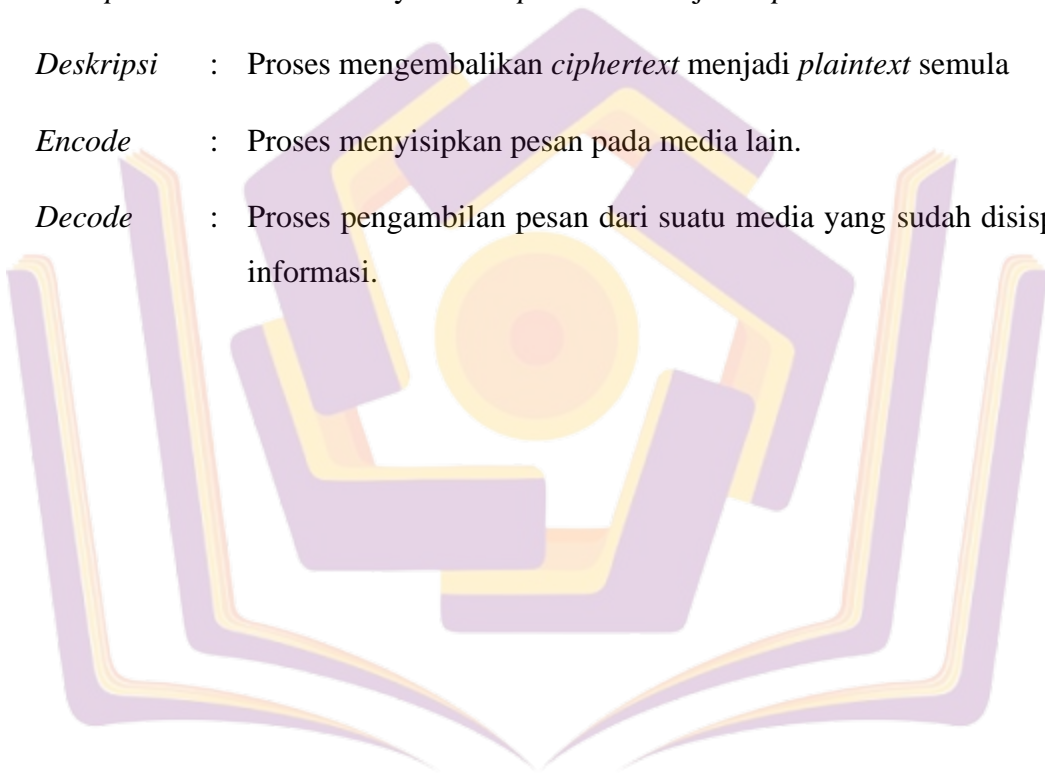 Deskripsi : Proses mengembalikan ciphertext menjadi plaintext semula
Encode : Proses menyisipkan pesan pada media lain.
Decode : Proses pengambilan pesan dari suatu media yang sudah
informasi.